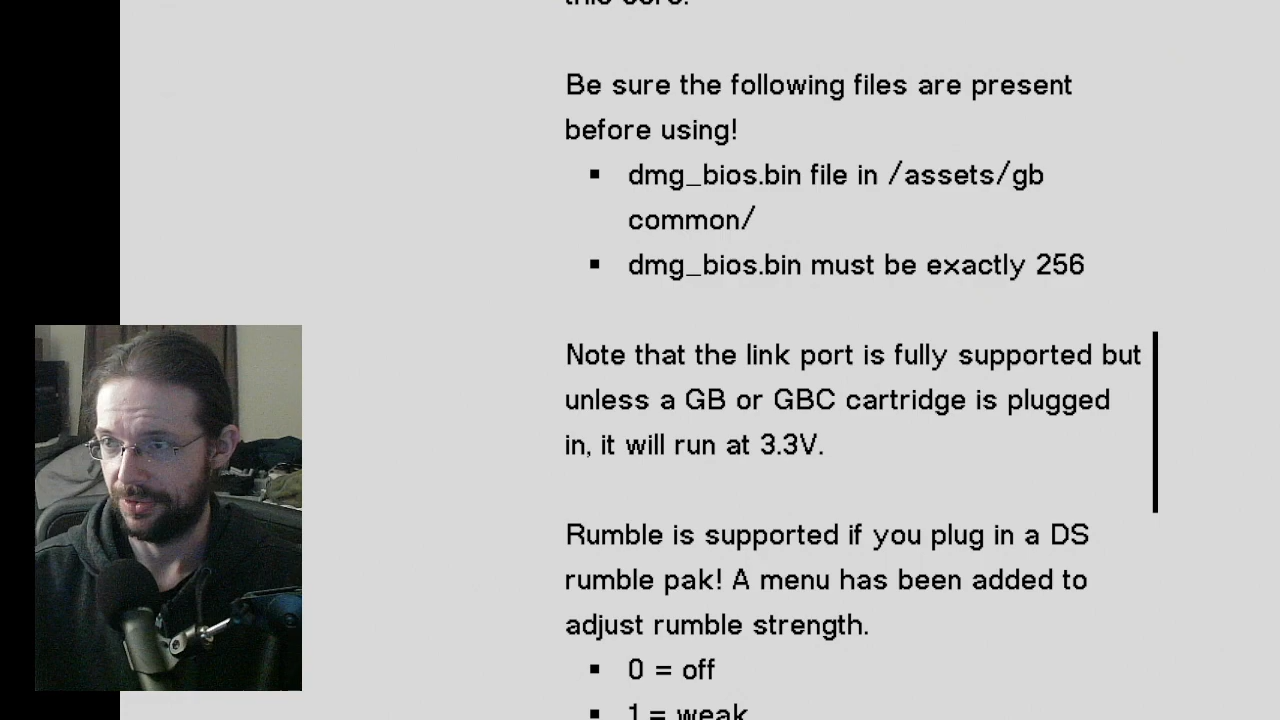 this core.
Be sure the following files are present
before using!
▪ dmg_bios.bin file in /assets/gb
common/
▪ dmg_bios.bin must be exactly 256
Note that the link port is fully supported but
unless a GB or GBC cartridge is plugged
in, it will run at 3.3V.
Rumble is supported if you plug in a DS
rumble pak! A menu has been added to
adjust rumble strength.
▪ 0 = off
▪ 1 = weak